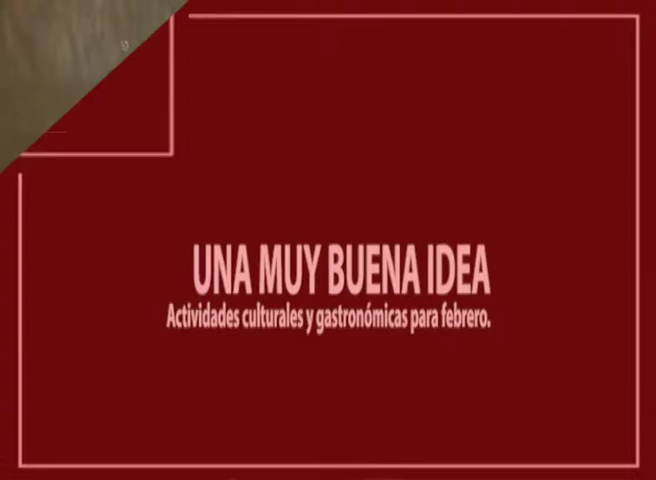 UNA MUY BUENA IDEA
Actividades culturales y gastronómicas para febrero.